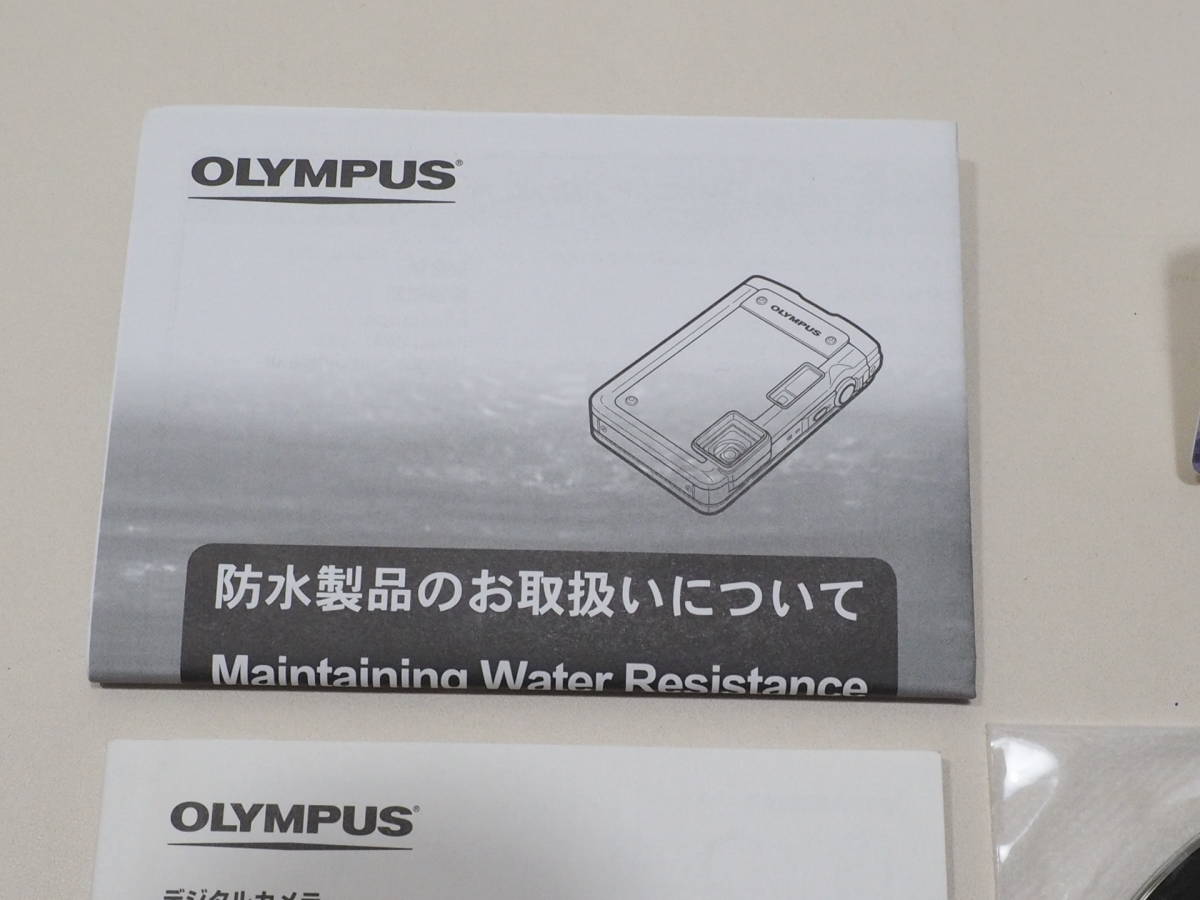 OLYMPUS®
OLYMPUS
防水製品のお取扱いについて
Maintaining Water Resistance
OLYMPUS®
デジタルカメラ